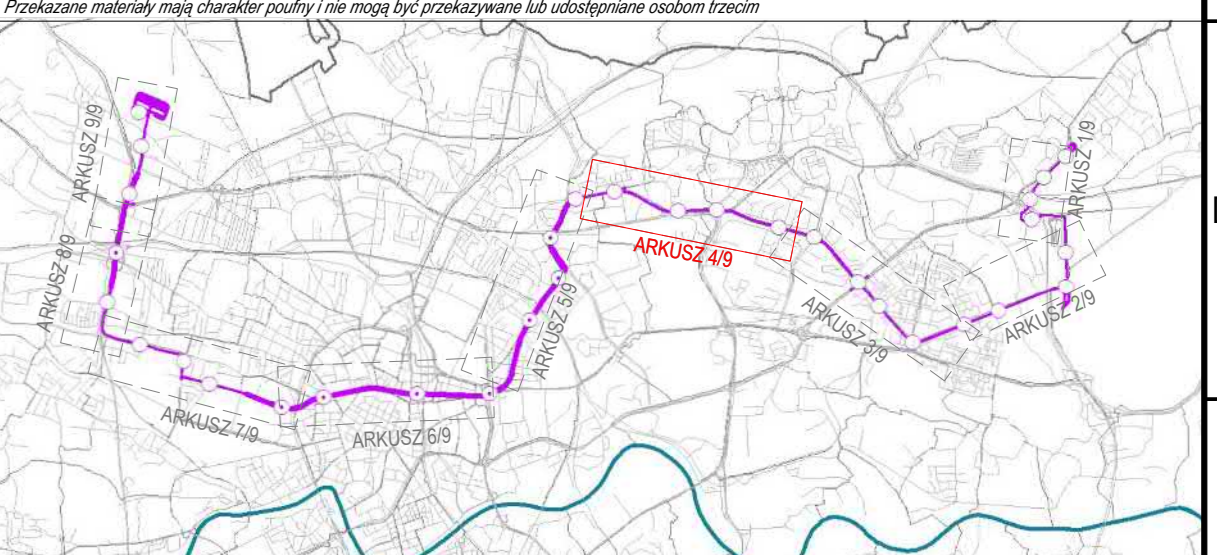 Przekazane materiały mają charakter poufny i nie mogą być przekazywane lub udostępniane osobom trzecim
ARKUSZ 9/9
ARKUSZ 8/9
ARKUSZ 7/9
ARKUSZ 6/9
ARKUSZ 5/9
ARKUSZ 4/9
ARKUSZ 3/9
ARKUSZ 2/9
ARKUSZ 1/9